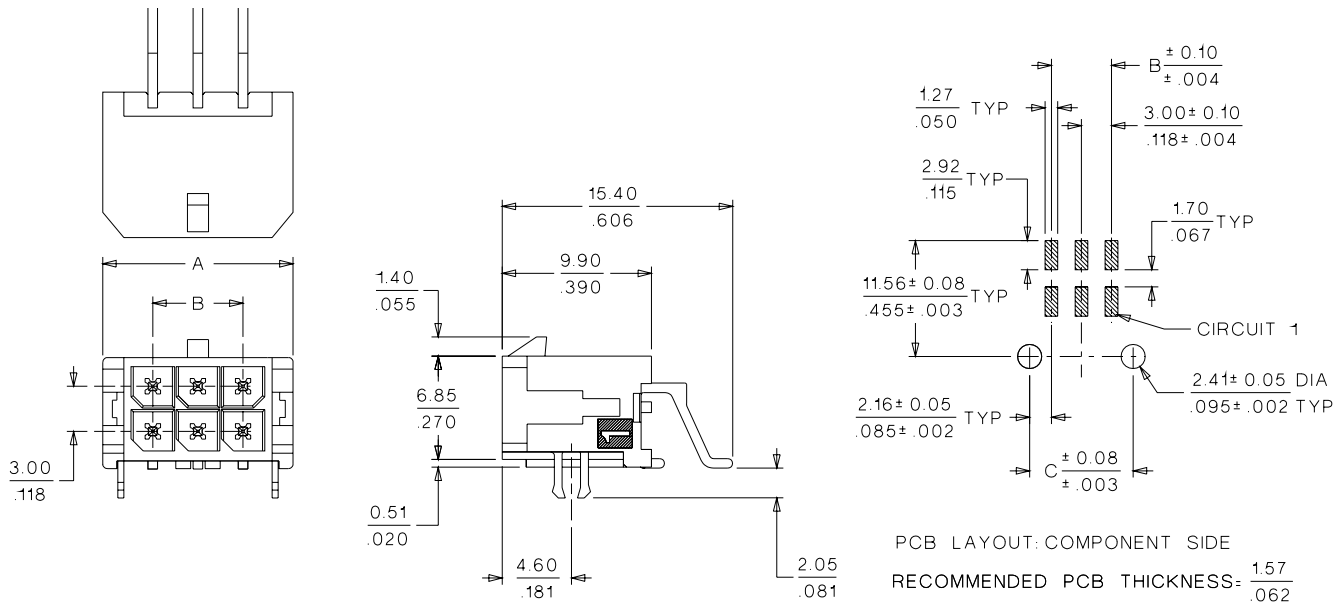 A
B
3.00
.118
15.40
.606
9.90
.390
1.40
.055
6.85
.270
0.51
.020
4.60
.181
2.05
.081
1
B ± 0.10
± .004
1.27 TYP
.050
3.00± 0.10
.118± .004
2.92 TYP
.115
1.70 TYP
.067
11.56± 0.08 TYP
.455± .003
CIRCUIT 1
2.41± 0.05 DIA
.095± .002 TYP
2.16± 0.05 TYP
.085± .002
C ± 0.08
± .003
PCB LAYOUT: COMPONENT SIDE
RECOMMENDED PCB THICKNESS= 1.57
.062